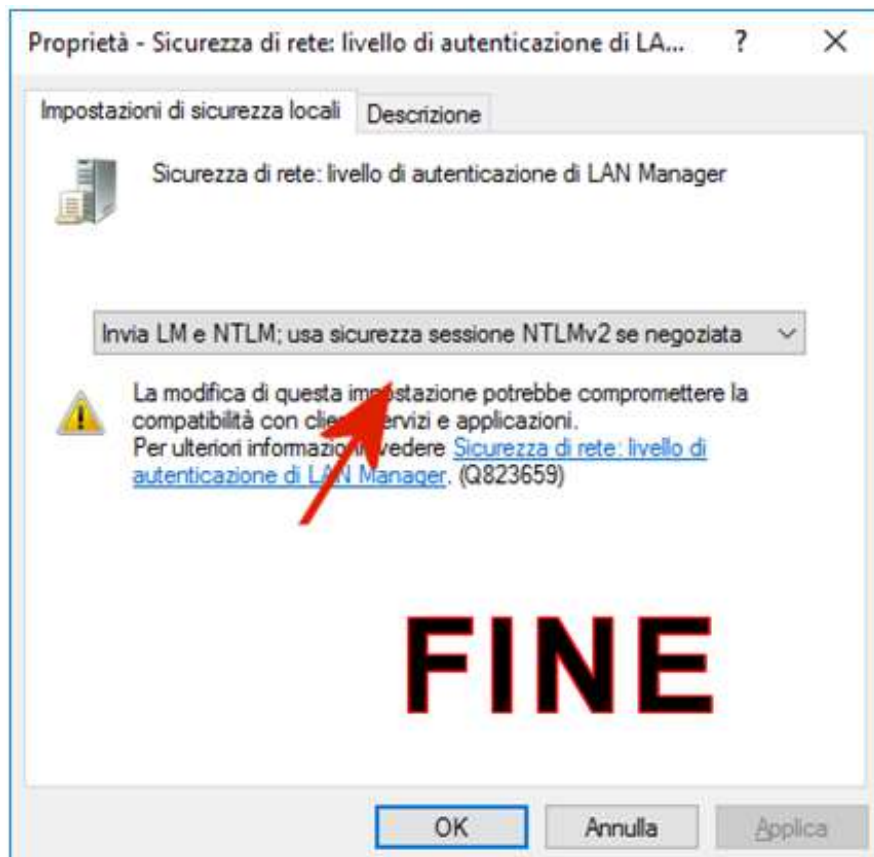 Proprietà - Sicurezza di rete: livello di autenticazione di LA... ? ×
Impostazioni di sicurezza locali Descrizione
Sicurezza di rete: livello di autenticazione di LAN Manager
Invia LM e NTLM; usa sicurezza sessione NTLMv2 se negoziata
La modifica di questa impostazione potrebbe compromettere la
compatibilità con client, servizi e applicazioni.
Per ulteriori informazioni, vedere Sicurezza di rete: livello di
autenticazione di LAN Manager. (Q823659)
FINE
OK Annulla Applica